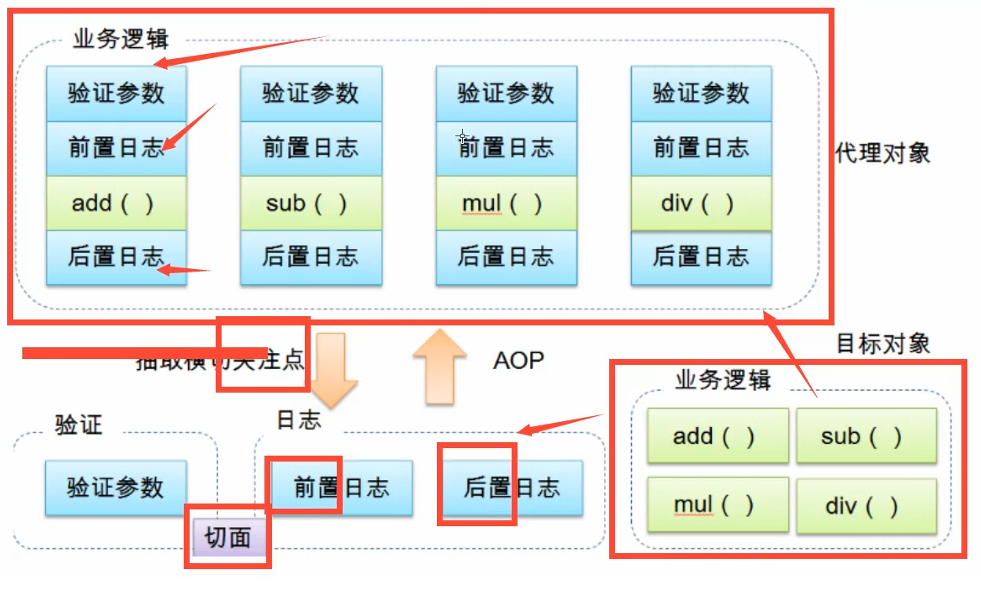 业务逻辑
验证参数 验证参数 验证参数 验证参数
前置日志 前置日志 前置日志 前置日志
代理对象
add ( ) sub ( ) mul ( ) div ( )
后置日志 后置日志 后置日志 后置日志
抽取横切关注点
AOP
目标对象
业务逻辑
验证
日志
add ( ) sub ( )
验证参数 前置日志 后置日志
mul ( ) div ( )
切面